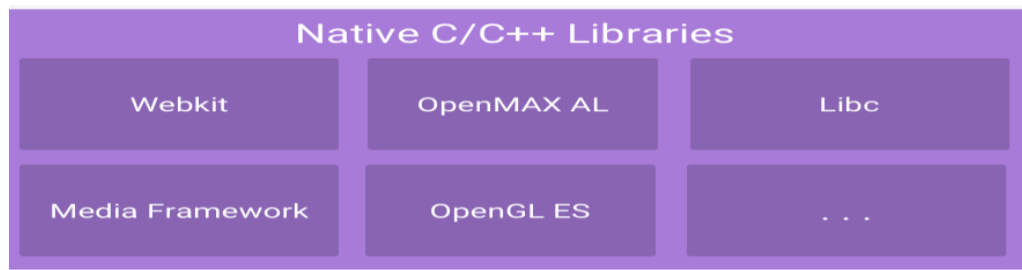 Native C/C++ Libraries
Webkit
OpenMAX AL
Libc
Media Framework
OpenGL ES
. . .